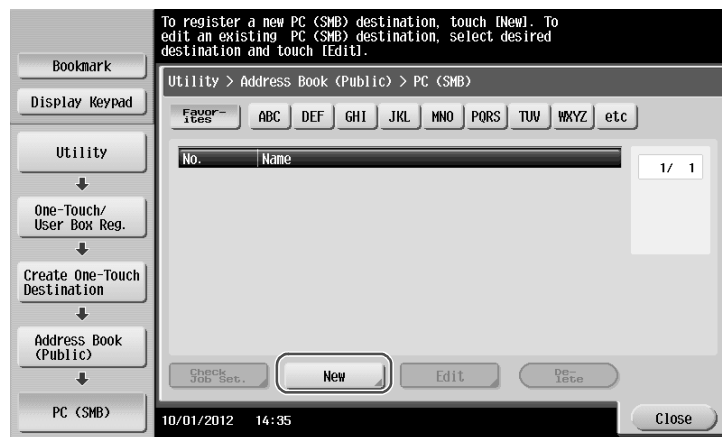 To register a new PC (SMB) destination, touch [New]. To
edit an existing PC (SMB) destination, select desired
destination and touch [Edit].
Bookmark
Display Keypad
Utility
One-Touch/
User Box Reg.
Create One-Touch
Destination
Address Book
(Public)
PC (SMB)
Utility > Address Book (Public) > PC (SMB)
Favor-
ites
ABC
DEF
GHI
JKL
MNO
PQRS
TUV
WXYZ
etc
No.
Name
1/ 1
Check
Job Set.
New
Edit
De-
lete
10/01/2012 14:35
Close